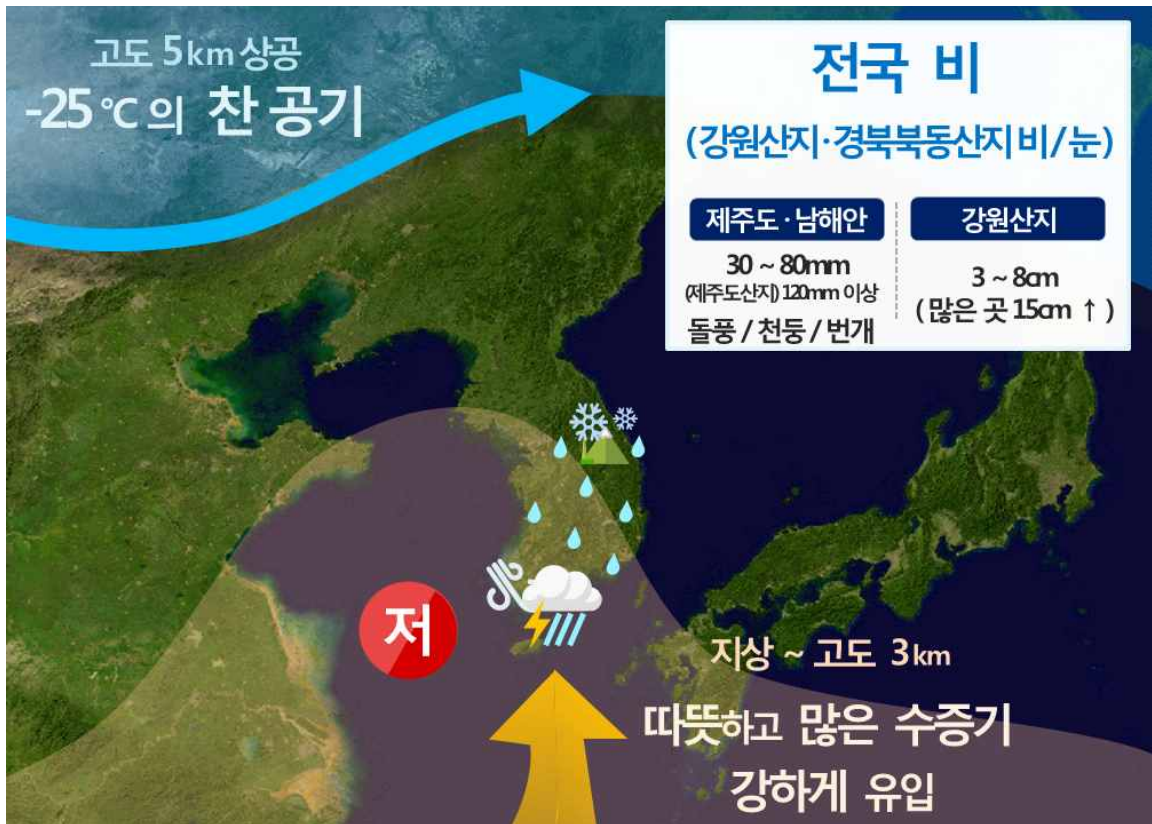 고도 5km 상공
-25℃의 찬 공기
전국 비
(강원산지·경북북동산지 비/눈)
제주도·남해안
30 ~ 80mm
(제주도산지) 120mm 이상
돌풍 / 천둥 / 번개
강원산지
3 ~ 8cm
( 많은 곳 15cm ↑ )
저
지상 ~ 고도 3km
따뜻하고 많은 수증기
강하게 유입